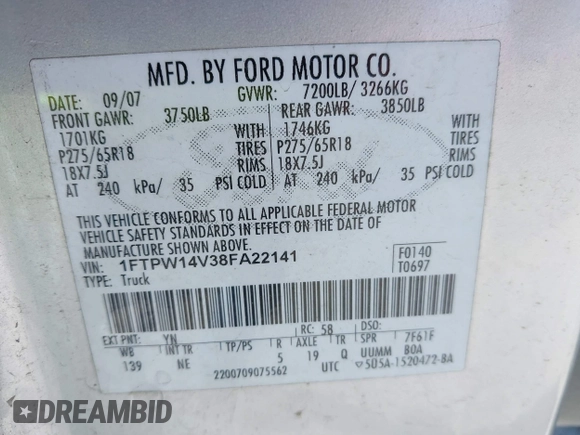 MFD. BY FORD MOTOR CO.
DATE: 09/07 GVWR: 7200LB/ 3266KG
FRONT GAWR: 3750LB REAR GAWR: 3850LB
1701KG WITH 1746KG WITH
P275/65R18 TIRES P275/65R18 TIRES
18X7.5J RIMS 18X7.5J RIMS
AT 240 kPa/ 35 PSI COLD AT 240 kPa/ 35 PSI COLD
THIS VEHICLE CONFORMS TO ALL APPLICABLE FEDERAL MOTOR
VEHICLE SAFETY STANDARDS IN EFFECT ON THE DATE OF
MANUFACTURE SHOWN ABOVE.
VIN: 1FTPW14V38FA22141 F0140
TYPE: Truck T0697
EXT PNT: YN RC: 58 DSO:
WB INT TR TP/PS R AXLE TR SPR 7F61F
139 NE 5 19 Q UUMM BOA
2200709075562 UTC ▽5U5A-1520472-BA
Ford
DREAMBID